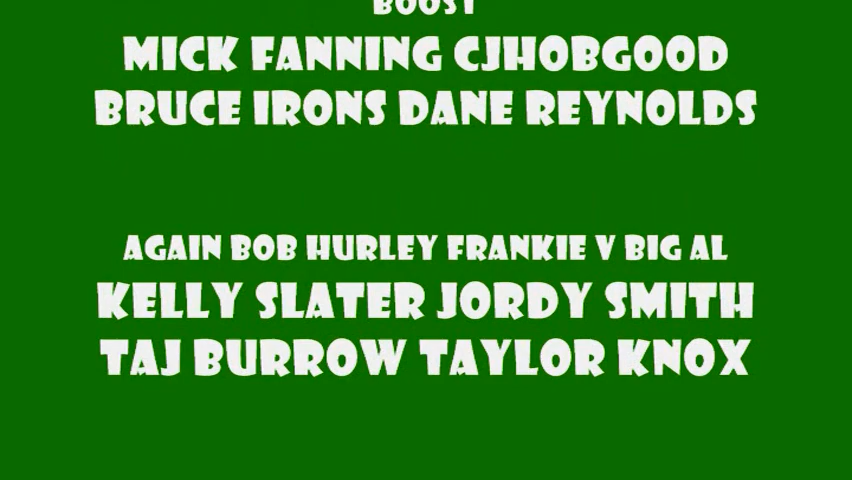 BOOST
MICK FANNING CJHOBGOOD
BRUCE IRONS DANE REYNOLDS
AGAIN BOB HURLEY FRANKIE V BIG AL
KELLY SLATER JORDY SMITH
TAJ BURROW TAYLOR KNOX